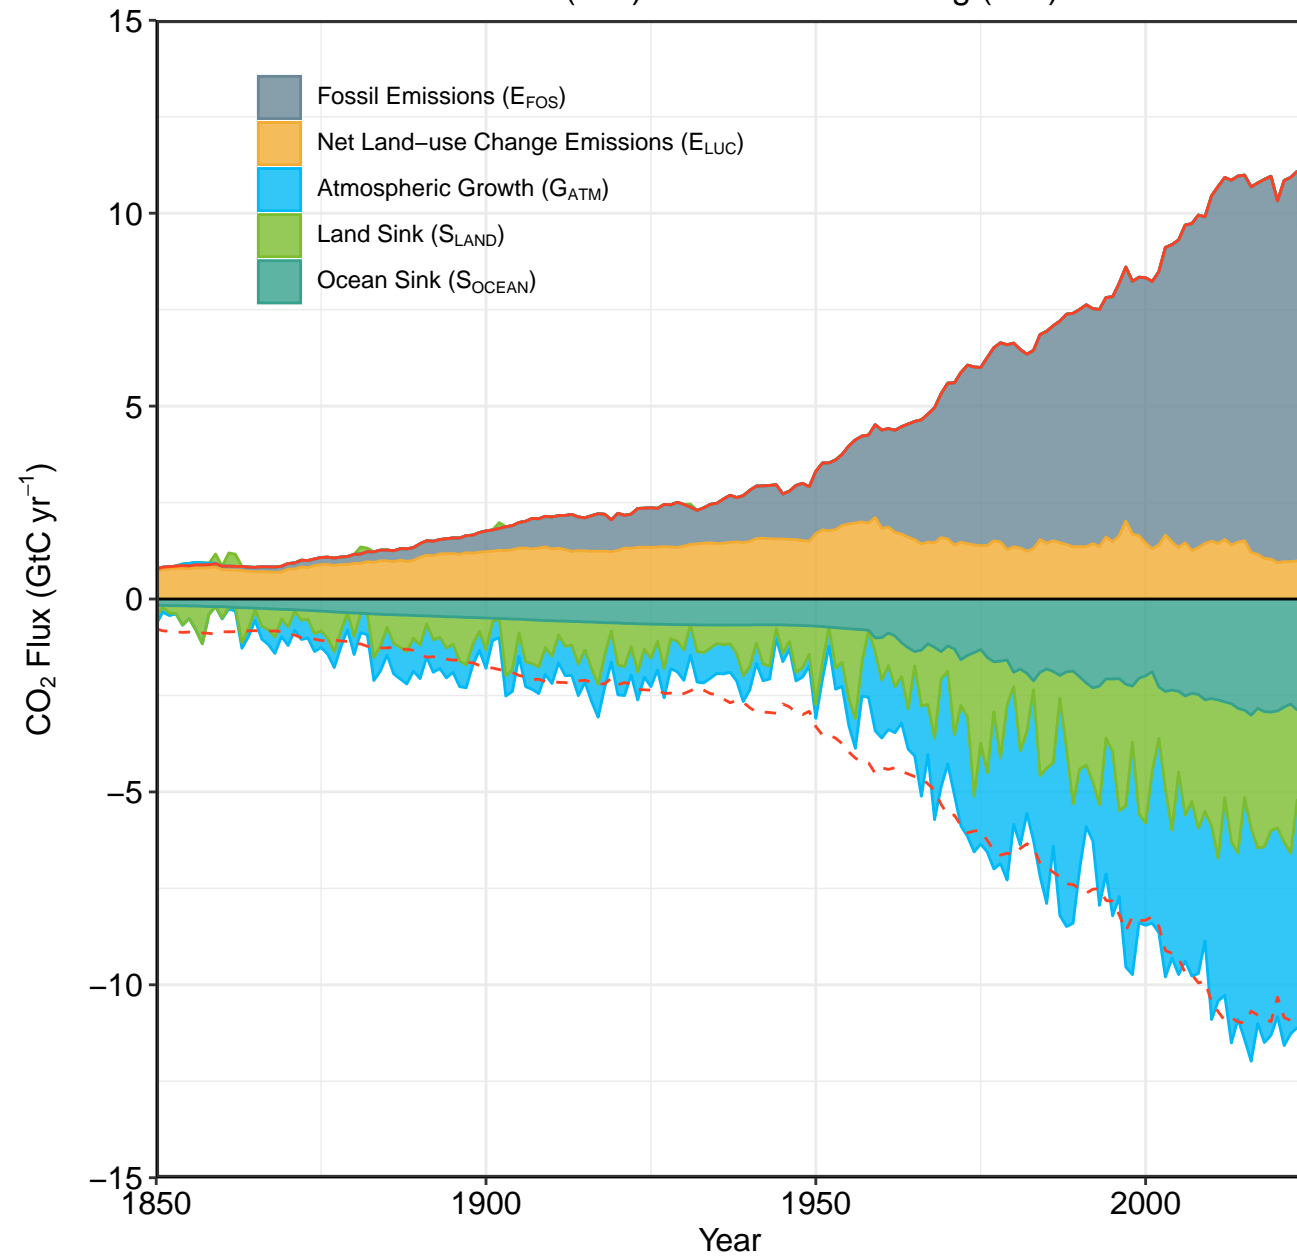 15
Fossil Emissions (EFOS)
Net Land−use Change Emissions (ELUC)
Atmospheric Growth (GATM)
Land Sink (SLAND)
Ocean Sink (SOCEAN)
10
5
0
−5
−10
−15
CO2 Flux (GtC yr−1)
1850 1900 1950 2000
Year